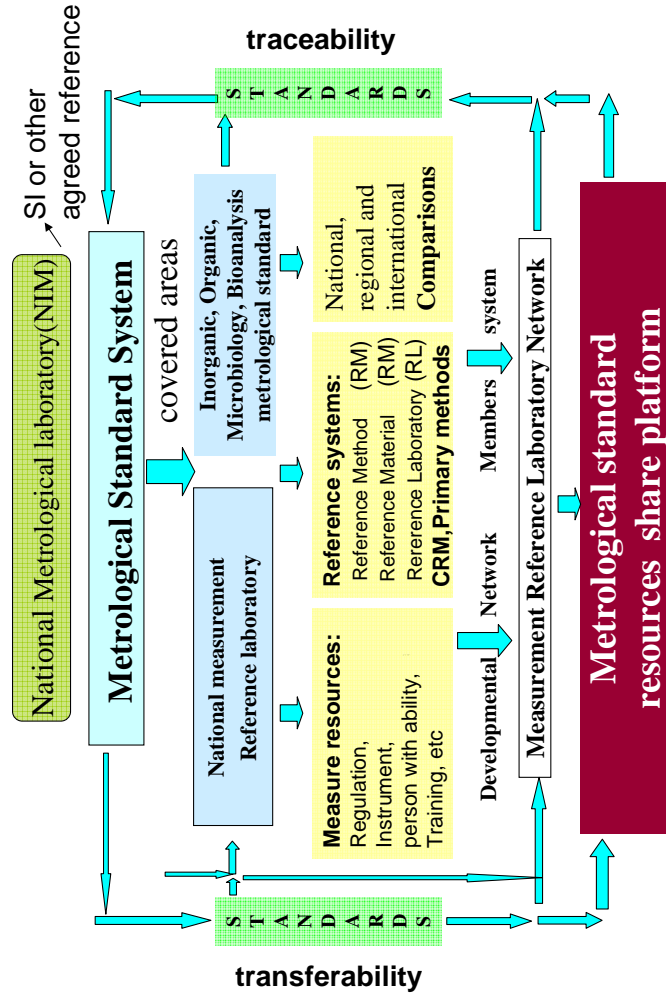 National Metrological laboratory(NIM)
SI or other
agreed reference
Metrological Standard System
covered areas
National measurement
Reference laboratory
Inorganic, Organic,
Microbiology, Bioanalysis
metrological standard
Measure resources:
Regulation,
Instrument,
person with ability,
Training, etc
Reference systems:
Reference Method (RM)
Reference Material (RM)
Rererence Laboratory (RL)
CRM,Primary methods
National,
regional and
international
Comparisons
Developmental Network
Members system
Measurement Reference Laboratory Network
Metrological standard
resources share platform
STANDARDS
transferability
STANDARDS
traceability